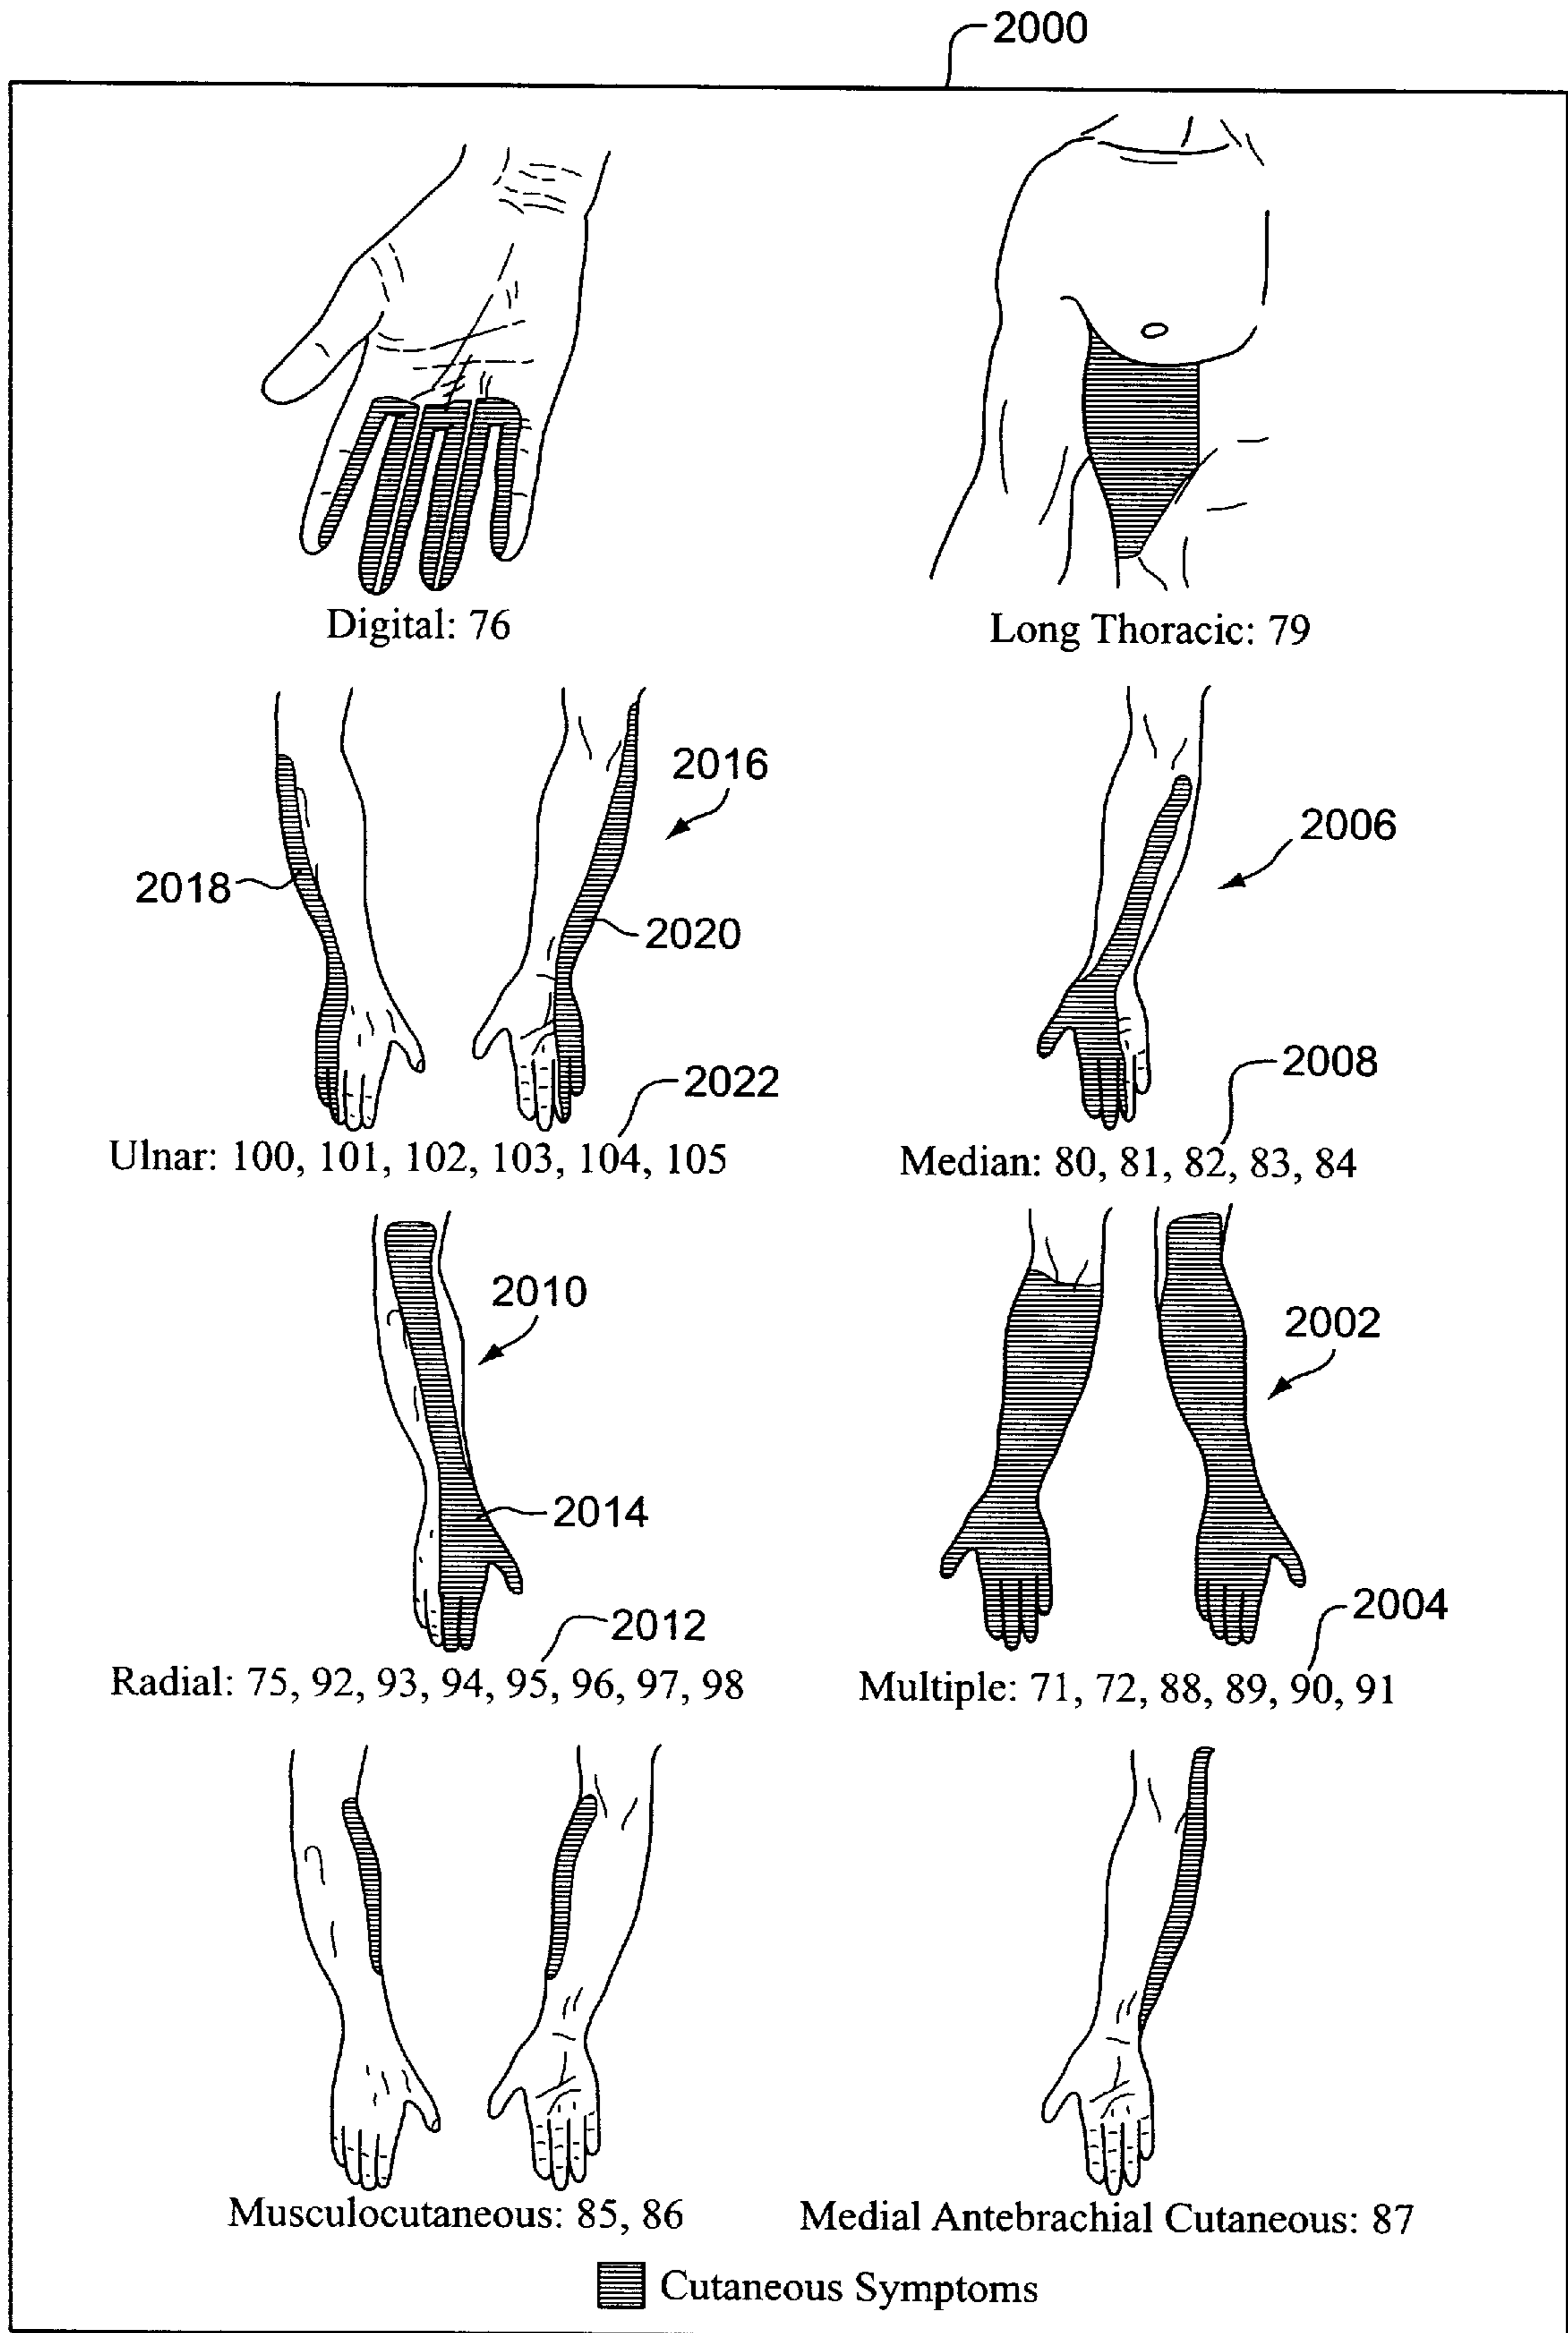 2000
Digital: 76
Long Thoracic: 79
2016
2018
2020
2006
2022
2008
Ulnar: 100, 101, 102, 103, 104, 105
Median: 80, 81, 82, 83, 84
2010
2002
2014
2012
2004
Radial: 75, 92, 93, 94, 95, 96, 97, 98
Multiple: 71, 72, 88, 89, 90, 91
Musculocutaneous: 85, 86
Medial Antebrachial Cutaneous: 87
Cutaneous Symptoms